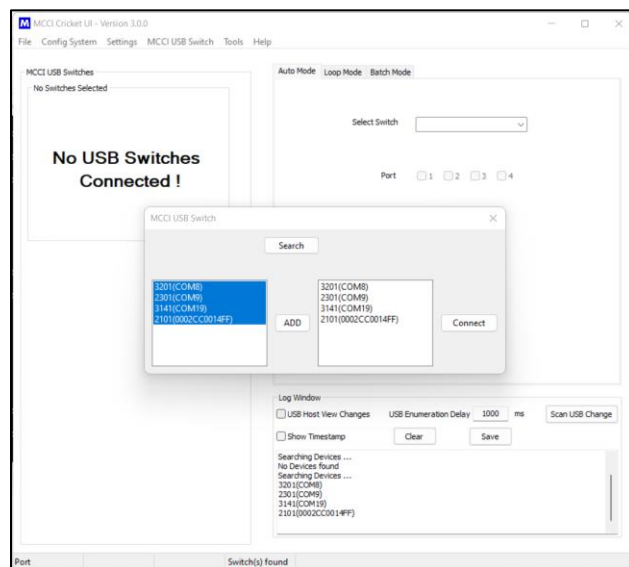 M MCCI Cricket UI - Version 3.0.0
File Config System Settings MCCI USB Switch Tools Help
MCCI USB Switches
No Switches Selected
No USB Switches
Connected !
Auto Mode Loop Mode Batch Mode
Select Switch
Port 1 2 3 4
MCCI USB Switch
Search
3201(COM8)
2301(COM9)
3141(COM19)
2101(0002CC0014FF)
ADD
3201(COM8)
2301(COM9)
3141(COM19)
2101(0002CC0014FF)
Connect
Log Window
USB Host View Changes USB Enumeration Delay 1000 ms Scan USB Change
Show Timestamp Clear Save
Searching Devices ...
No Devices found
Searching Devices ...
3201(COM8)
2301(COM9)
3141(COM19)
2101(0002CC0014FF)
Port Switch(s) found